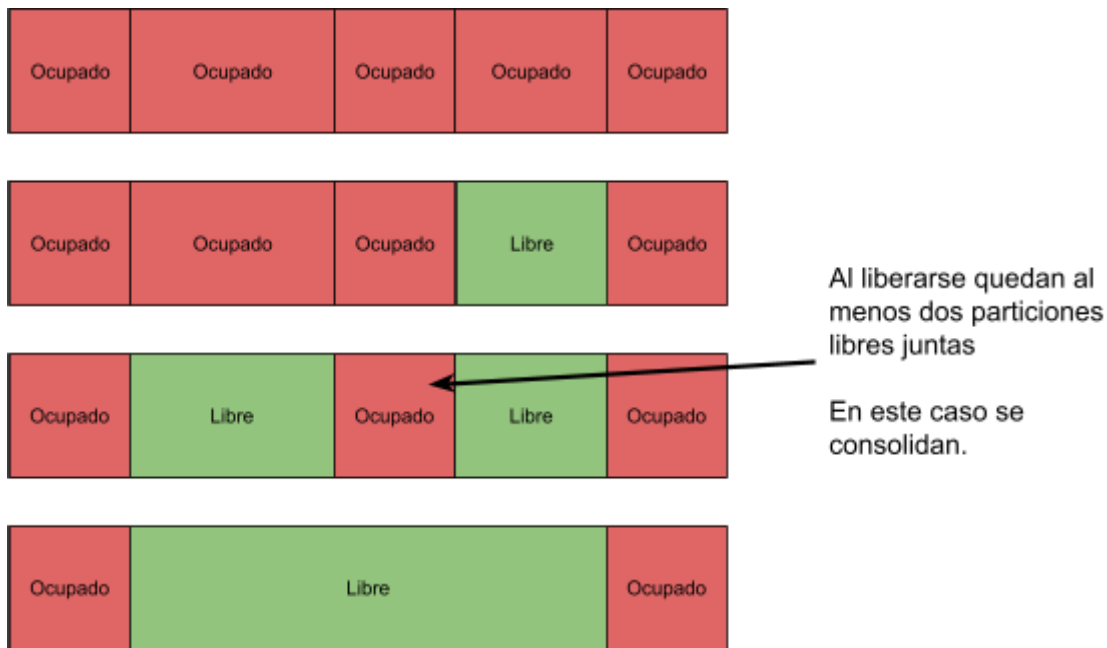 Ocupado Ocupado Ocupado Ocupado Ocupado
Ocupado Ocupado Ocupado Libre Ocupado
Al liberarse quedan al
menos dos particiones
libres juntas
Ocupado Libre Ocupado Libre Ocupado
En este caso se
consolidan.
Ocupado Libre Ocupado